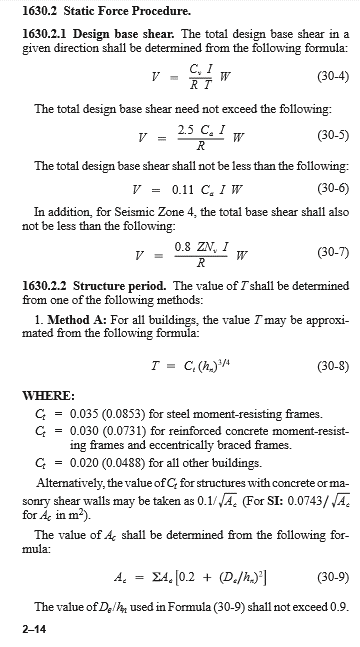 1630.2 Static Force Procedure.
1630.2.1 Design base shear. The total design base shear in a
given direction shall be determined from the following formula:
V = C_v I / R T W (30-4)
The total design base shear need not exceed the following:
V = 2.5 C_a I / R W (30-5)
The total design base shear shall not be less than the following:
V = 0.11 C_a I W (30-6)
In addition, for Seismic Zone 4, the total base shear shall also
not be less than the following:
V = 0.8 ZN_v I / R W (30-7)
1630.2.2 Structure period. The value of T shall be determined
from one of the following methods:
1. Method A: For all buildings, the value T may be approxi-
mated from the following formula:
T = C_t (h_n)^3/4 (30-8)
WHERE:
C_t = 0.035 (0.0853) for steel moment-resisting frames.
C_t = 0.030 (0.0731) for reinforced concrete moment-resist-
ing frames and eccentrically braced frames.
C_t = 0.020 (0.0488) for all other buildings.
Alternatively, the value of C_t for structures with concrete or ma-
sonry shear walls may be taken as 0.1/√A_c (For SI: 0.0743/√A_c
for A_c in m²).
The value of A_c shall be determined from the following for-
mula:
A_c = ΣA_e [0.2 + (D_e/h_n)²] (30-9)
The value of D_e/h_n used in Formula (30-9) shall not exceed 0.9.
2–14